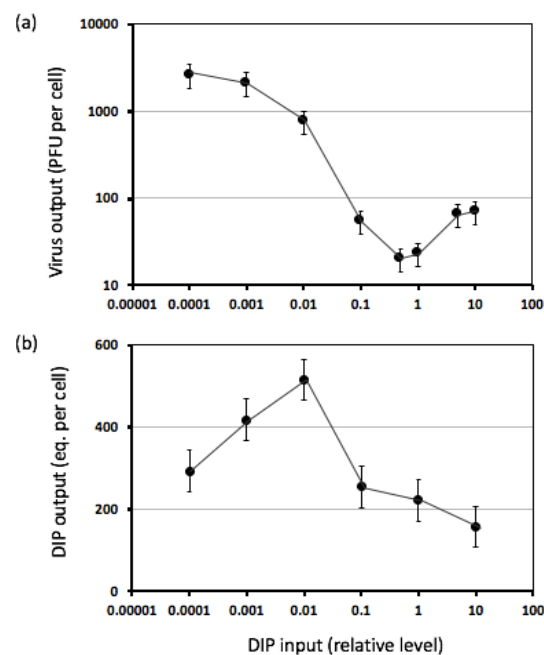 (a)
Virus output (PFU per cell)
10000
1000
100
10
0.00001 0.0001 0.001 0.01 0.1 1 10 100
(b)
DIP output (eq. per cell)
600
400
200
0
0.00001 0.0001 0.001 0.01 0.1 1 10 100
DIP input (relative level)